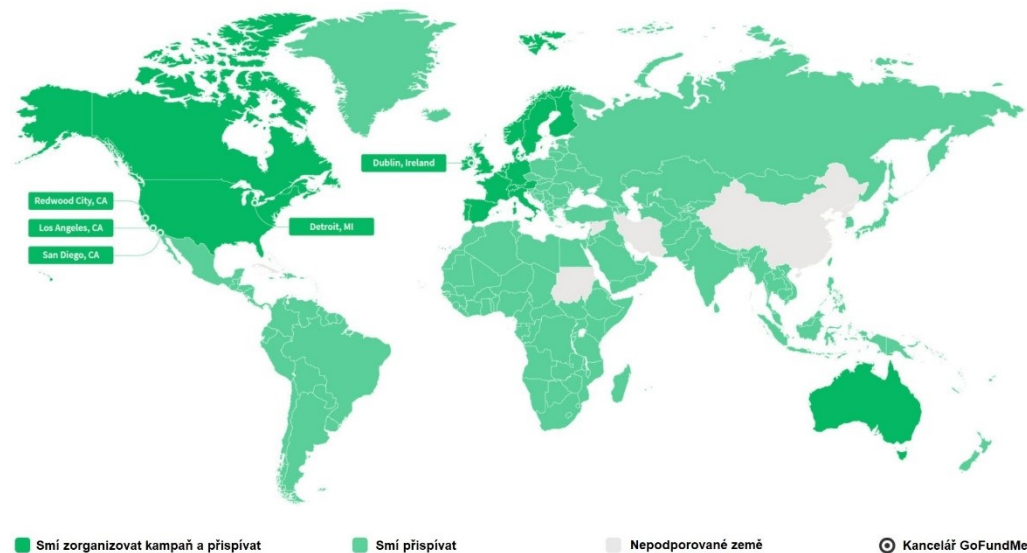 Dublín, Ireland
Redwood City, CA
Los Angeles, CA
Detroit, MI
San Diego, CA
Smí zorganizovat kampaň a přispívat
Smí přispívat
Nepodporované země
Kancelář GoFundMe